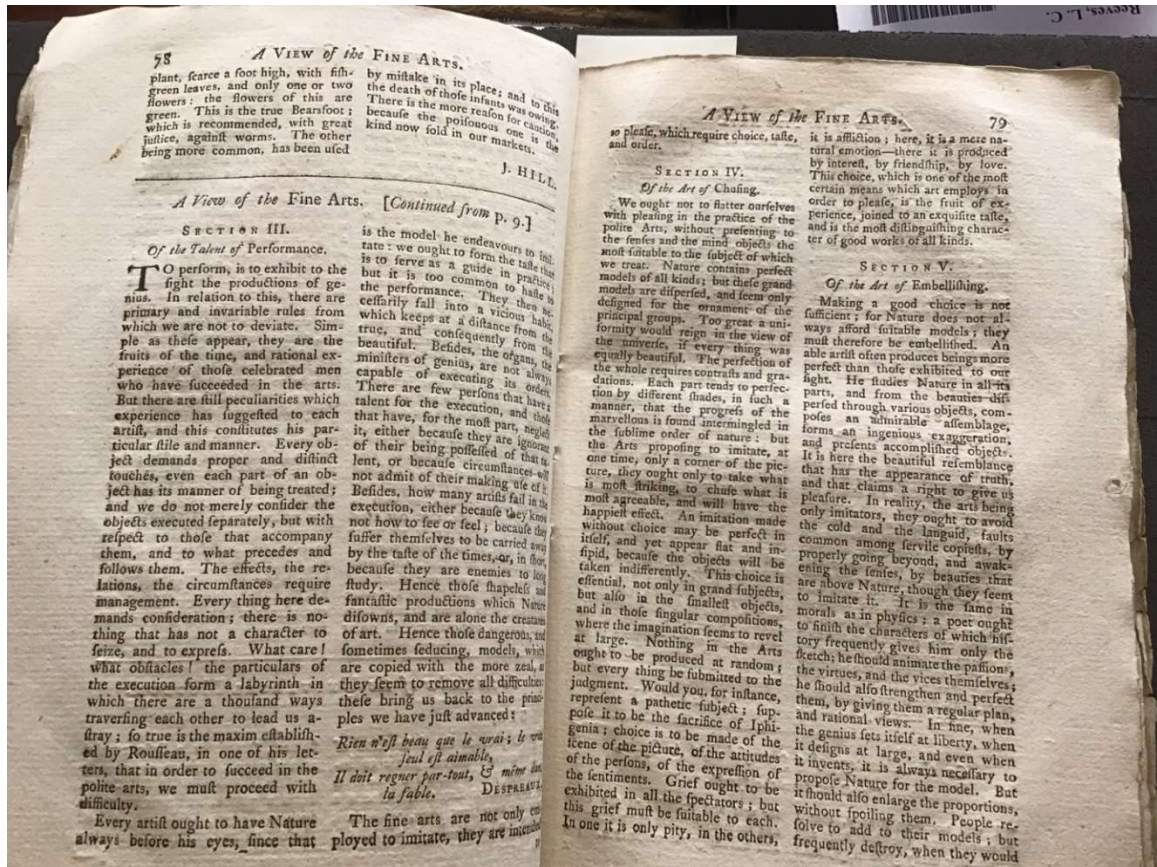 Reeves, L. C.
78
A VIEW of the FINE ARTS.
plant, ſcarce a foot high, with fiſh-
green leaves, and only one or two
flowers: the flowers of this are
green. This is the true Bearsfoot;
which is recommended, with great
juſtice, againſt worms. The other
being more common, has been uſed
by miſtake in its place; and to this
the death of thoſe infants was owing.
There is the more reaſon for caution,
becauſe the poiſonous one is the
kind now ſold in our markets.
J. HILL.
A View of the Fine Arts. [Continued from p. 9.]
SECTION III.
Of the Talent of Performance.
TO perform, is to exhibit to the
ſight the productions of ge-
nius. In relation to this, there are
primary and invariable rules from
which we are not to deviate. Sim-
ple as theſe appear, they are the
fruits of the time, and rational ex-
perience of thoſe celebrated men
who have ſucceeded in the arts.
But there are ſtill peculiarities which
experience has ſuggeſted to each
artiſt, and this conſtitutes his par-
ticular ſtile and manner. Every ob-
ject demands proper and diſtinct
touches, even each part of an ob-
ject has its manner of being treated;
and we do not merely conſider the
objects executed ſeparately, but with
reſpect to thoſe that accompany
them, and to what precedes and
follows them. The effects, the re-
lations, the circumſtances require
management. Every thing here de-
mands conſideration; there is no-
thing that has not a character to
ſeize, and to expreſs. What care!
what obſtacles! the particulars of
the execution form a labyrinth in
which there are a thouſand ways
traverſing each other to lead us a-
ſtray; ſo true is the maxim eſtabliſh-
ed by Rouſſeau, in one of his let-
ters, that in order to ſucceed in the
polite arts, we muſt proceed with
difficulty.
Every artiſt ought to have Nature
always before his eyes, ſince that
is the model he endeavours to imi-
tate: we ought to form the taſte that
is to ſerve as a guide in practice;
but it is too common to haſte to
the performance. They then ne-
ceſſarily fall into a vicious habit,
which keeps at a diſtance from the
true, and conſequently from the
beautiful. Beſides, the organs, the
miniſters of genius, are not always
capable of executing its orders.
There are few perſons that have a
talent for the execution, and thoſe
that have, for the moſt part, neglect
it, either becauſe they are ignorant
of their being poſſeſſed of that ta-
lent, or becauſe circumſtances will
not admit of their making uſe of it.
Beſides, how many artiſts fail in the
execution, either becauſe they know
not how to ſee or feel; becauſe they
ſuffer themſelves to be carried away
by the taſte of the times, or, in ſhort,
becauſe they are enemies to long
ſtudy. Hence thoſe ſhapeleſs and
fantaſtic productions which Nature
diſowns, and are alone the creatures
of art. Hence thoſe dangerous, and
ſometimes ſeducing, models, which
are copied with the more zeal, as
they ſeem to remove all difficulties:
theſe bring us back to the princi-
ples we have juſt advanced:
Rien n'eſt beau que le vrai; le vrai
ſeul eſt aimable,
Il doit regner par-tout, & même dans
la fable. DESPREAUX.
The fine arts are not only em-
ployed to imitate, they are intended
A VIEW of the FINE ARTS. 79
to pleaſe, which require choice, taſte,
and order.
SECTION IV.
Of the Art of Chuſing.
We ought not to flatter ourſelves
with pleaſing in the practice of the
polite Arts, without preſenting to
the ſenſes and the mind objects the
moſt ſuitable to the ſubject of which
we treat. Nature contains perfect
models of all kinds; but theſe grand
models are diſperſed, and ſeem only
deſigned for the ornament of the
principal groups. Too great a uni-
formity would reign in the view of
the univerſe, if every thing was
equally beautiful. The perfection of
the whole requires contraſts and gra-
dations. Each part tends to perfec-
tion by different ſhades, in ſuch a
manner, that the progreſs of the
marvellous is found intermingled in
the ſublime order of nature: but
the Arts propoſing to imitate, at
one time, only a corner of the pic-
ture, they ought only to take what
is moſt ſtriking, to chuſe what is
moſt agreeable, and will have the
happieſt effect. An imitation made
without choice may be perfect in
itſelf, and yet appear flat and in-
ſipid, becauſe the objects will be
taken indifferently. This choice is
eſſential, not only in grand ſubjects,
but alſo in the ſmalleſt objects,
and in thoſe ſingular compoſitions,
where the imagination ſeems to revel
at large. Nothing in the Arts
ought to be produced at random;
but every thing be ſubmitted to the
judgment. Would you, for inſtance,
repreſent a pathetic ſubject; ſup-
poſe it to be the ſacrifice of Iphi-
genia; choice is to be made of the
ſcene of the picture, of the attitudes
of the perſons, of the expreſſion of
the ſentiments. Grief ought to be
exhibited in all the ſpectators; but
this grief muſt be ſuitable to each.
In one it is only pity, in the others,
it is affliction; here, it is a mere na-
tural emotion—there it is produced
by intereſt, by friendſhip, by love.
This choice, which is one of the moſt
certain means which art employs in
order to pleaſe, is the fruit of ex-
perience, joined to an exquiſite taſte,
and is the moſt diſtinguiſhing charac-
ter of good works of all kinds.
SECTION V.
Of the Art of Embelliſhing.
Making a good choice is not
ſufficient; for Nature does not al-
ways afford ſuitable models; they
muſt therefore be embelliſhed. An
able artiſt often produces beings more
perfect than thoſe exhibited to our
ſight. He ſtudies Nature in all its
parts, and from the beauties diſ-
perſed through various objects, com-
poſes an admirable aſſemblage,
forms an ingenious exaggeration,
and preſents accompliſhed objects.
It is here the beautiful reſemblance
that has the appearance of truth,
and that claims a right to give us
pleaſure. In reality, the arts being
only imitators, they ought to avoid
the cold and the languid, faults
common among ſervile copieſts, by
properly going beyond, and awak-
ening the ſenſes, by beauties that
are above Nature, though they ſeem
to imitate it. It is the ſame in
morals as in phyſics; a poet ought
to finiſh the characters of which hiſ-
tory frequently gives him only the
ſketch; he ſhould animate the paſſions,
the virtues, and the vices themſelves;
he ſhould alſo ſtrengthen and perfect
them, by giving them a regular plan,
and rational views. In fine, when
the genius ſets itſelf at liberty, when
it deſigns at large, and even when
it invents, it is always neceſſary to
propoſe Nature for the model. But
it ſhould alſo enlarge the proportions,
without ſpoiling them. People re-
ſolve to add to their models; but
frequently deſtroy, when they would